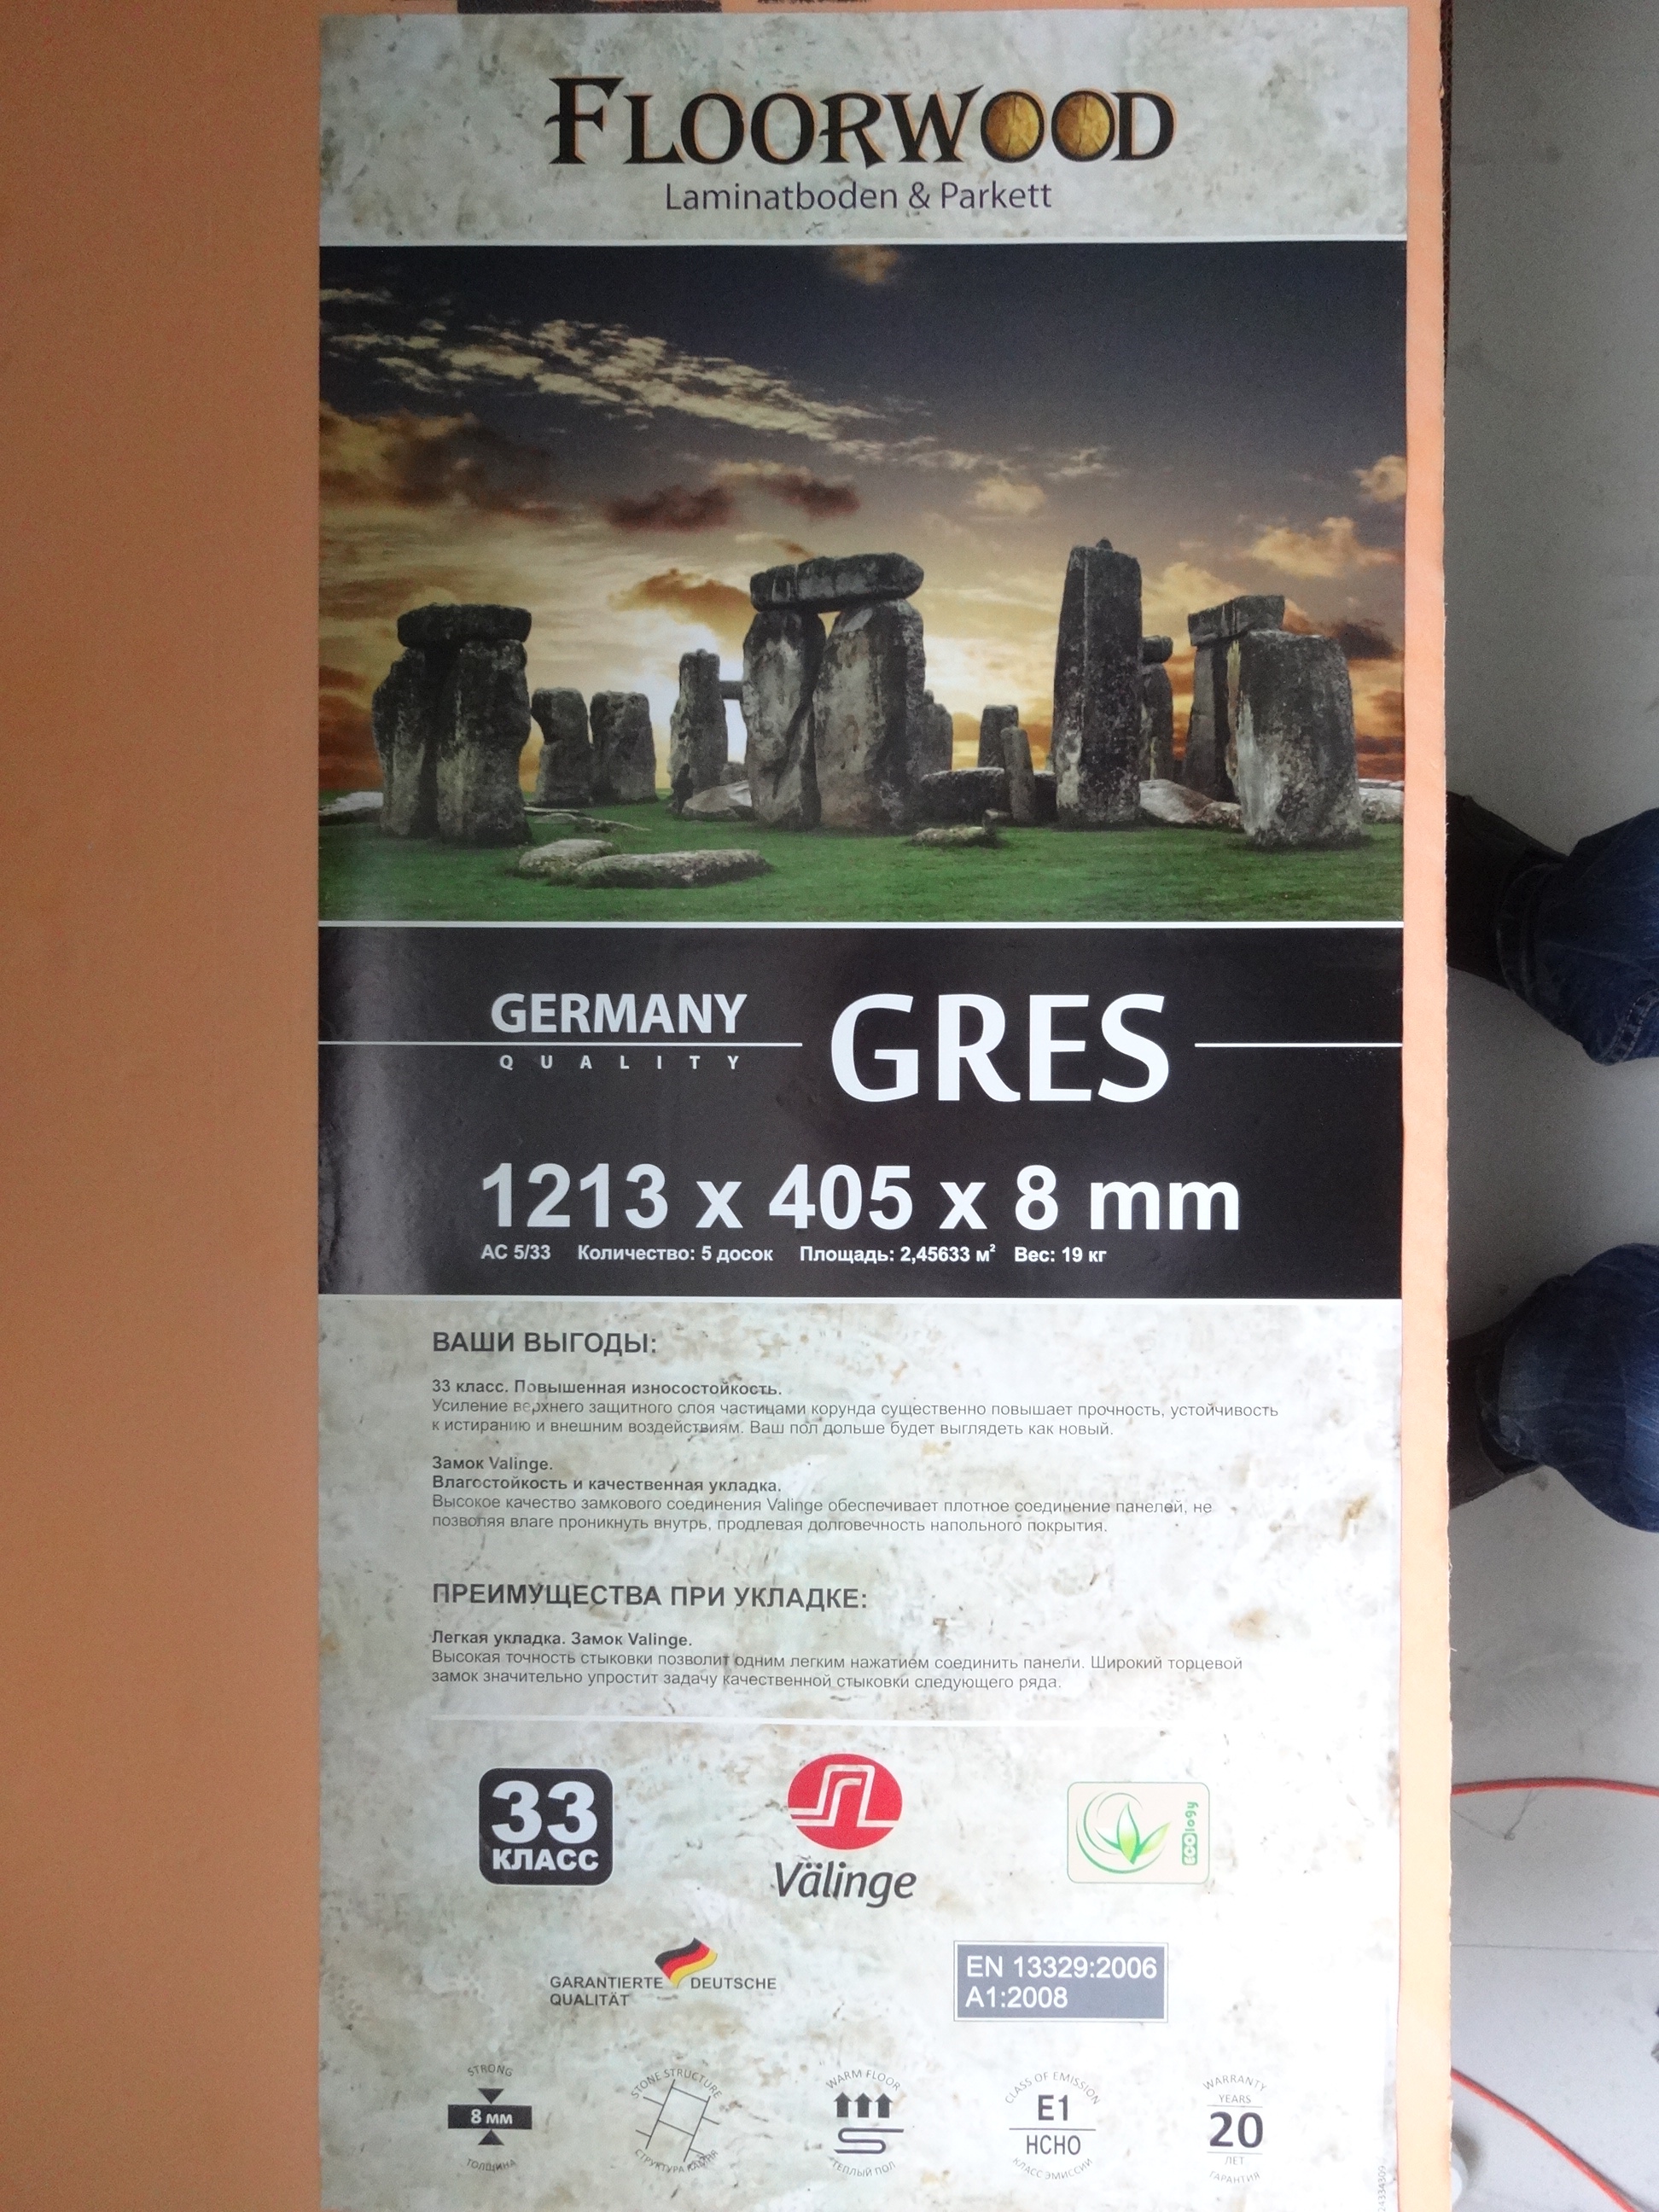 FLOORWOOD
Laminatboden & Parkett
GERMANY
QUALITY
GRES
1213 x 405 x 8 mm
АС 5/33 Количество: 5 досок Площадь: 2,45633 м² Вес: 19 кг
ВАШИ ВЫГОДЫ:
33 класс. Повышенная износостойкость.
Усиление верхнего защитного слоя частицами корунда существенно повышает прочность, устойчивость
к истиранию и внешним воздействиям. Ваш пол дольше будет выглядеть как новый.
Замок Valinge.
Влагостойкость и качественная укладка.
Высокое качество замкового соединения Valinge обеспечивает плотное соединение панелей, не
позволяя влаге проникнуть внутрь, продлевая долговечность напольного покрытия.
ПРЕИМУЩЕСТВА ПРИ УКЛАДКЕ:
Легкая укладка. Замок Valinge.
Высокая точность стыковки позволит одним легким нажатием соединить панели. Широкий торцевой
замок значительно упростит задачу качественной стыковки следующего ряда.
33
КЛАСС
Välinge
ECOlogy
GARANTIERTE DEUTSCHE
QUALITÄT
EN 13329:2006
A1:2008
STRONG
8 мм
ТОЛЩИНА
STONE STRUCTURE
СТРУКТУРА КАМНЯ
WARM FLOOR
ТЕПЛЫЙ ПОЛ
CLASS OF EMISSION
E1
HCHO
КЛАСС ЭМИССИИ
WARRANTY
YEARS
20
ЛЕТ
ГАРАНТИЯ